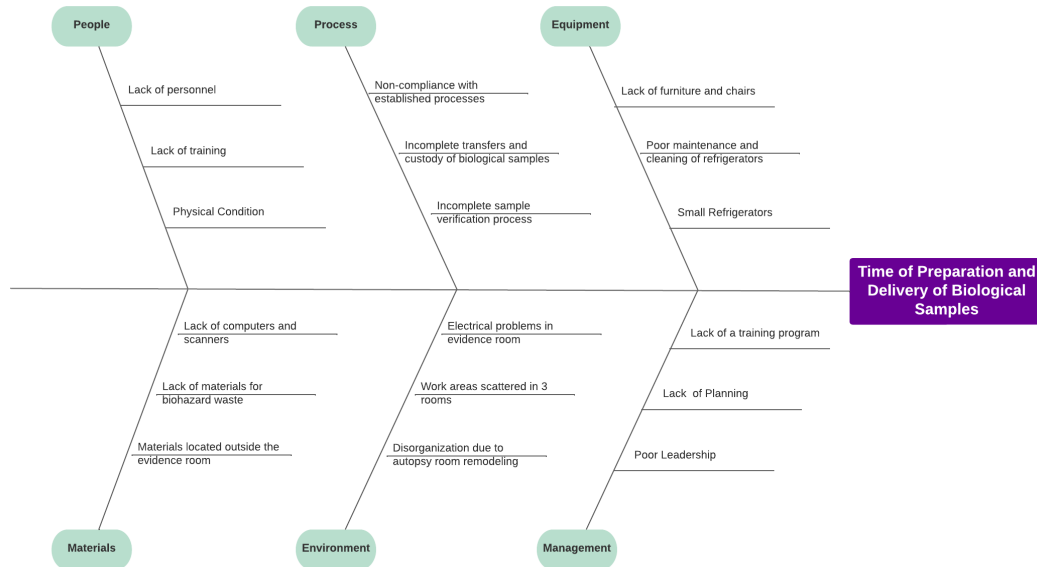 People
Process
Equipment
Lack of personnel
Lack of training
Physical Condition
Non-compliance with
established processes
Incomplete transfers and
custody of biological samples
Incomplete sample
verification process
Lack of furniture and chairs
Poor maintenance and
cleaning of refrigerators
Small Refrigerators
Time of Preparation and
Delivery of Biological
Samples
Lack of computers and
scanners
Lack of materials for
biohazard waste
Materials located outside the
evidence room
Electrical problems in
evidence room
Work areas scattered in 3
rooms
Disorganization due to
autopsy room remodeling
Lack of a training program
Lack of Planning
Poor Leadership
Materials
Environment
Management